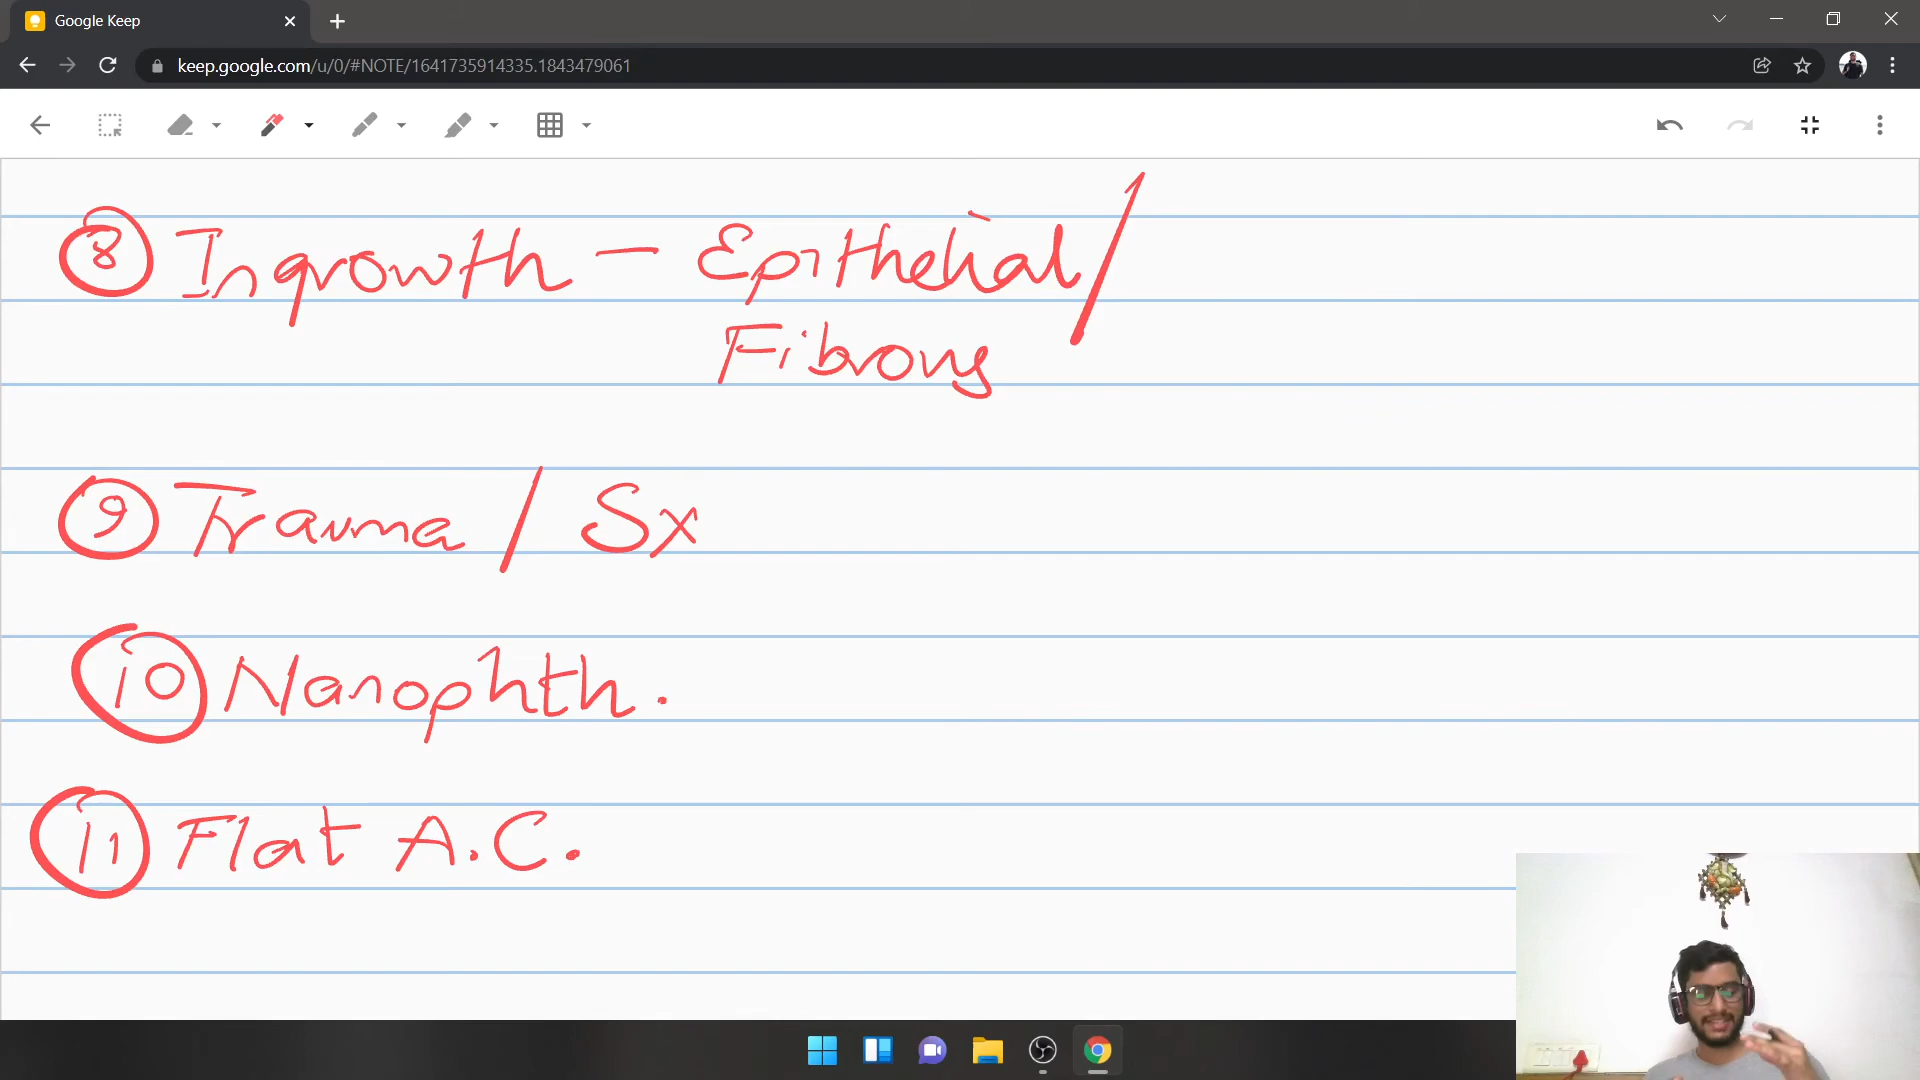 Google Keep
keep.google.com/u/0/#NOTE/1641735914335.1843479061
8 Ingrowth - Epithelial/
Fibrous
9 Trauma / Sx
10 Nanophth.
11 Flat A.C.